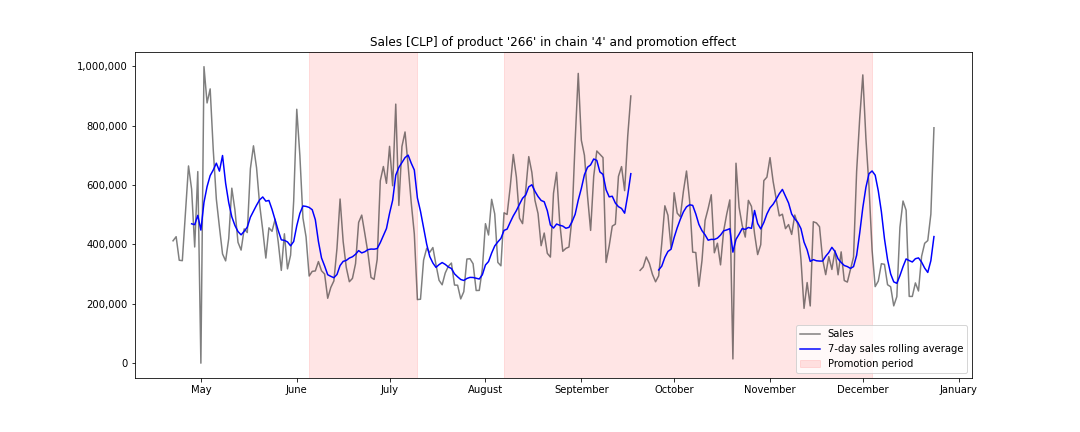 Sales [CLP] of product '266' in chain '4' and promotion effect
1,000,000
800,000
600,000
400,000
200,000
0
May June July August September October November December January
Sales
7-day sales rolling average
Promotion period